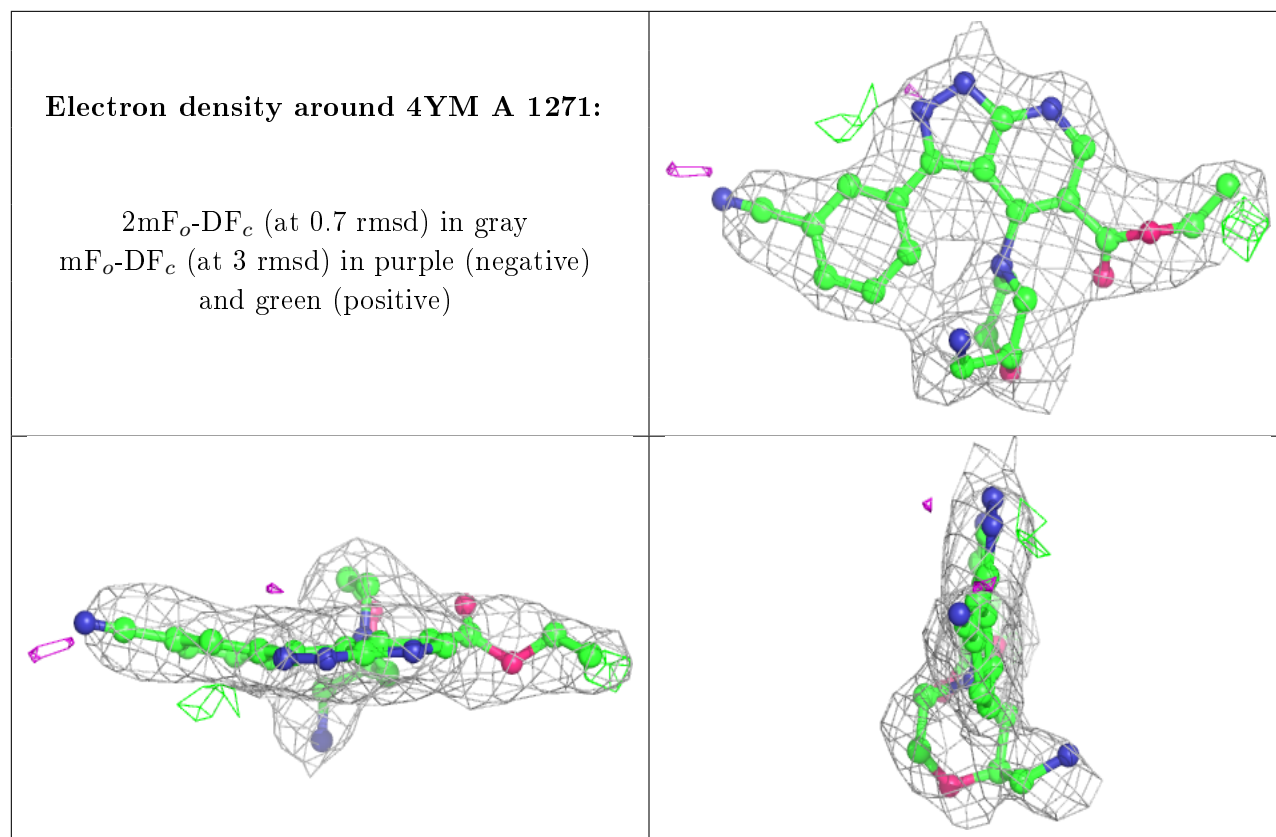 Electron density around 4YM A 1271:
2mFₒ-DF𝒸 (at 0.7 rmsd) in gray
mFₒ-DF𝒸 (at 3 rmsd) in purple (negative)
and green (positive)